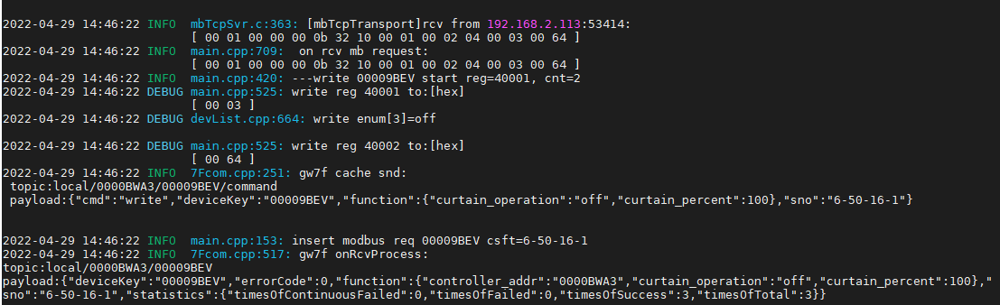 2022-04-29 14:46:22 INFO  mbTcpSvr.c:363: [mbTcpTransport]rcv from 192.168.2.113:53414:
[ 00 01 00 00 00 0b 32 10 00 01 00 02 04 00 03 00 64 ]
2022-04-29 14:46:22 INFO  main.cpp:709:  on rcv mb request:
[ 00 01 00 00 00 0b 32 10 00 01 00 02 04 00 03 00 64 ]
2022-04-29 14:46:22 INFO  main.cpp:420: ---write 00009BEV start reg=40001, cnt=2
2022-04-29 14:46:22 DEBUG main.cpp:525: write reg 40001 to:[hex]
[ 00 03 ]
2022-04-29 14:46:22 DEBUG devList.cpp:664: write enum[3]=off
2022-04-29 14:46:22 DEBUG main.cpp:525: write reg 40002 to:[hex]
[ 00 64 ]
2022-04-29 14:46:22 INFO  7Fcom.cpp:251: gw7f cache snd:
topic:local/0000BWA3/00009BEV/command
payload:{"cmd":"write","deviceKey":"00009BEV","function":{"curtain_operation":"off","curtain_percent":100},"sno":"6-50-16-1"}
2022-04-29 14:46:22 INFO  main.cpp:153: insert modbus req 00009BEV csft=6-50-16-1
2022-04-29 14:46:22 INFO  7Fcom.cpp:517: gw7f onRcvProcess:
topic:local/0000BWA3/00009BEV
payload:{"deviceKey":"00009BEV","errorCode":0,"function":{"controller_addr":"0000BWA3","curtain_operation":"off","curtain_percent":100},"
sno":"6-50-16-1","statistics":{"timesOfContinuousFailed":0,"timesOfFailed":0,"timesOfSuccess":3,"timesOfTotal":3}}